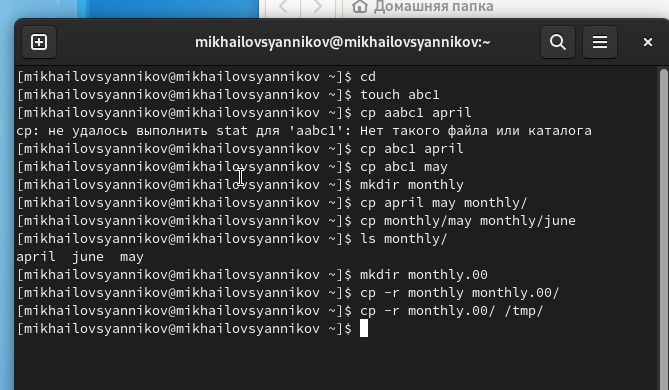 Домашняя папка
mikhailovsyannikov@mikhailovsyannikov:~
[mikhailovsyannikov@mikhailovsyannikov ~]$ cd
[mikhailovsyannikov@mikhailovsyannikov ~]$ touch abc1
[mikhailovsyannikov@mikhailovsyannikov ~]$ cp aabc1 april
cp: не удалось выполнить stat для 'aabc1': Нет такого файла или каталога
[mikhailovsyannikov@mikhailovsyannikov ~]$ cp abc1 april
[mikhailovsyannikov@mikhailovsyannikov ~]$ cp abc1 may
[mikhailovsyannikov@mikhailovsyannikov ~]$ mkdir monthly
[mikhailovsyannikov@mikhailovsyannikov ~]$ cp april may monthly/
[mikhailovsyannikov@mikhailovsyannikov ~]$ cp monthly/may monthly/june
[mikhailovsyannikov@mikhailovsyannikov ~]$ ls monthly/
april  june  may
[mikhailovsyannikov@mikhailovsyannikov ~]$ mkdir monthly.00
[mikhailovsyannikov@mikhailovsyannikov ~]$ cp -r monthly monthly.00/
[mikhailovsyannikov@mikhailovsyannikov ~]$ cp -r monthly.00/ /tmp/
[mikhailovsyannikov@mikhailovsyannikov ~]$